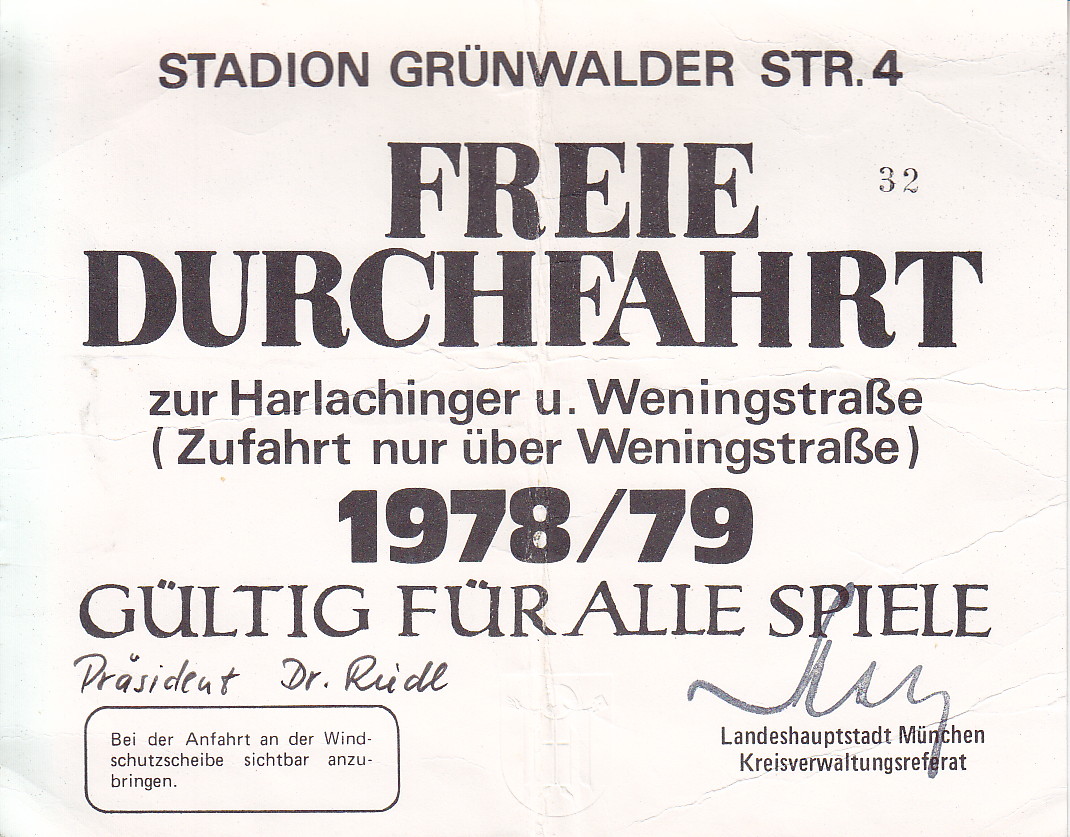 STADION GRÜNWALDER STR.4
32
FREIE
DURCHFAHRT
zur Harlachinger u. Weningstraße
(Zufahrt nur über Weningstraße)
1978/79
GÜLTIG FÜR ALLE SPIELE
Präsident Dr. Riedl
Bei der Anfahrt an der Wind-
schutzscheibe sichtbar anzu-
bringen.
Landeshauptstadt München
Kreisverwaltungsreferat